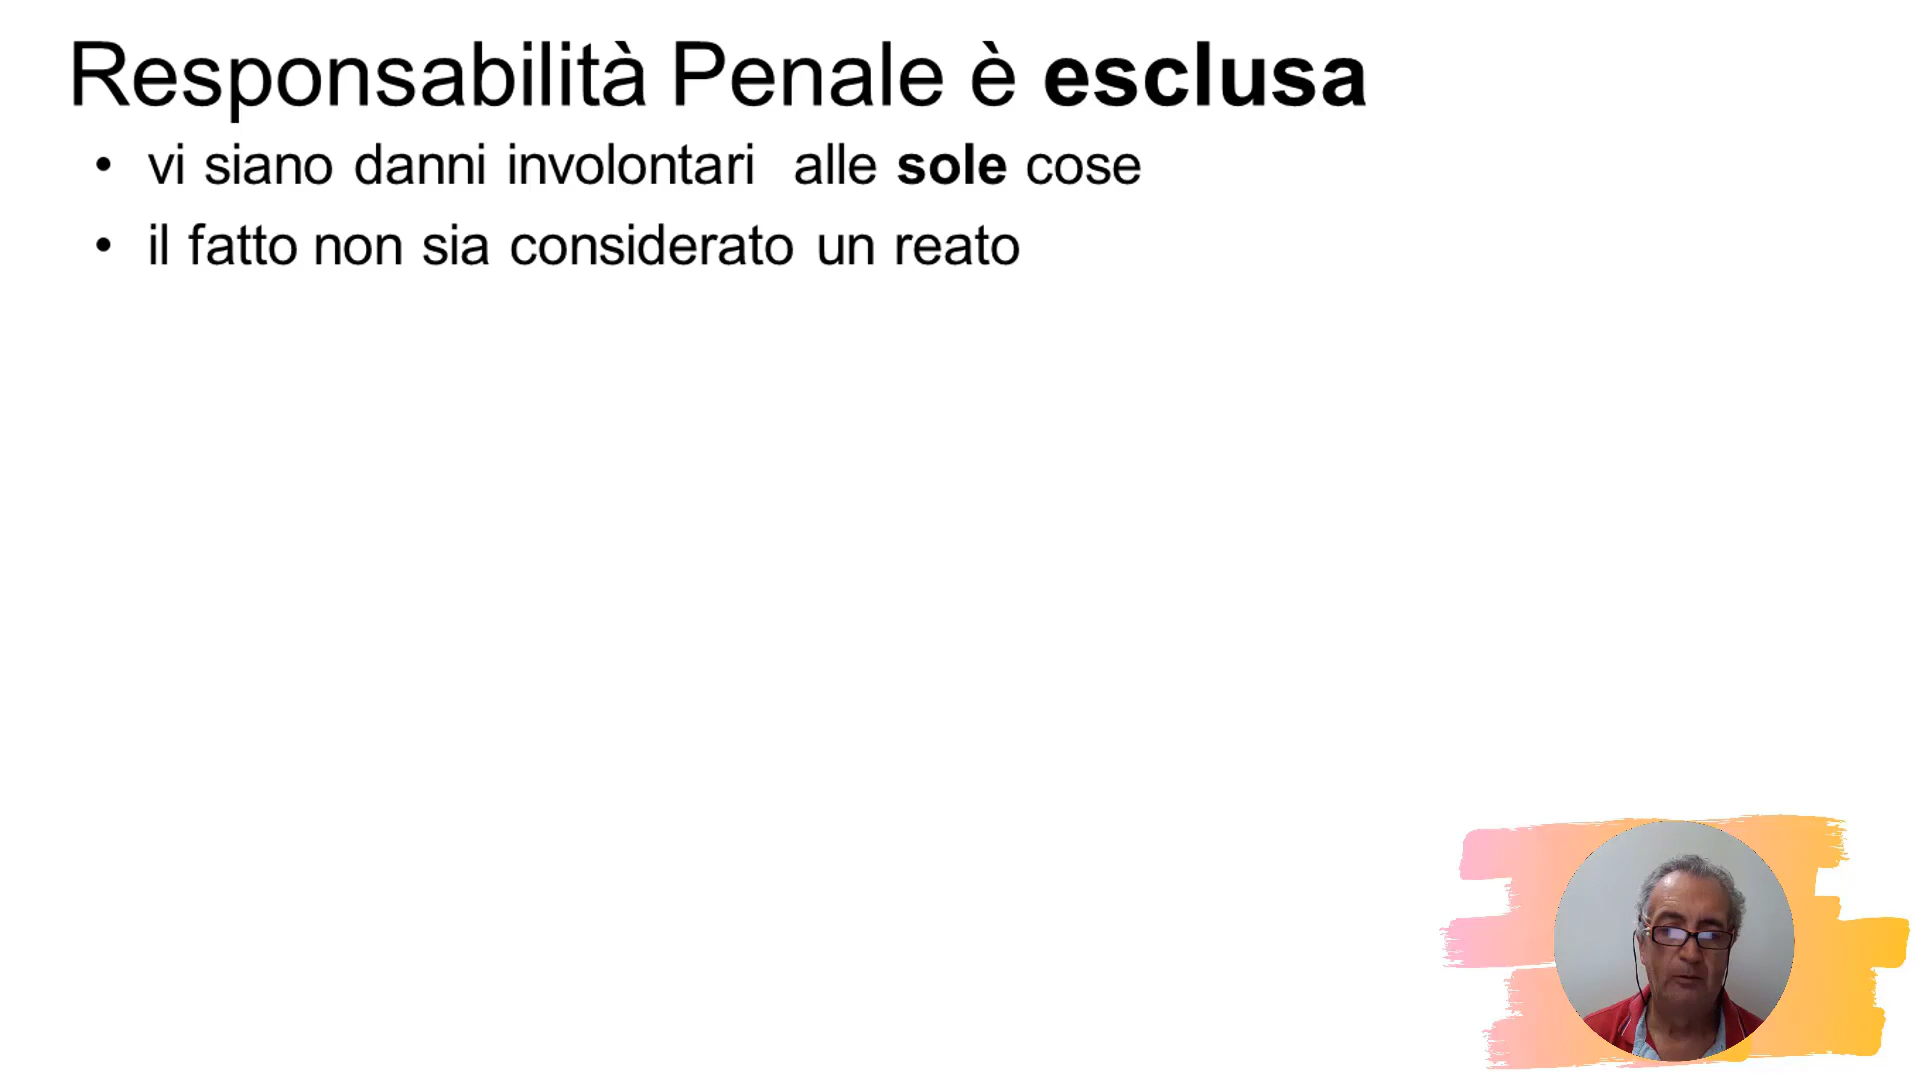 Responsabilità Penale è esclusa
• vi siano danni involontari alle sole cose
• il fatto non sia considerato un reato